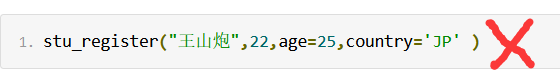 1. stu_register("王山炮",22,age=25,country='JP' )